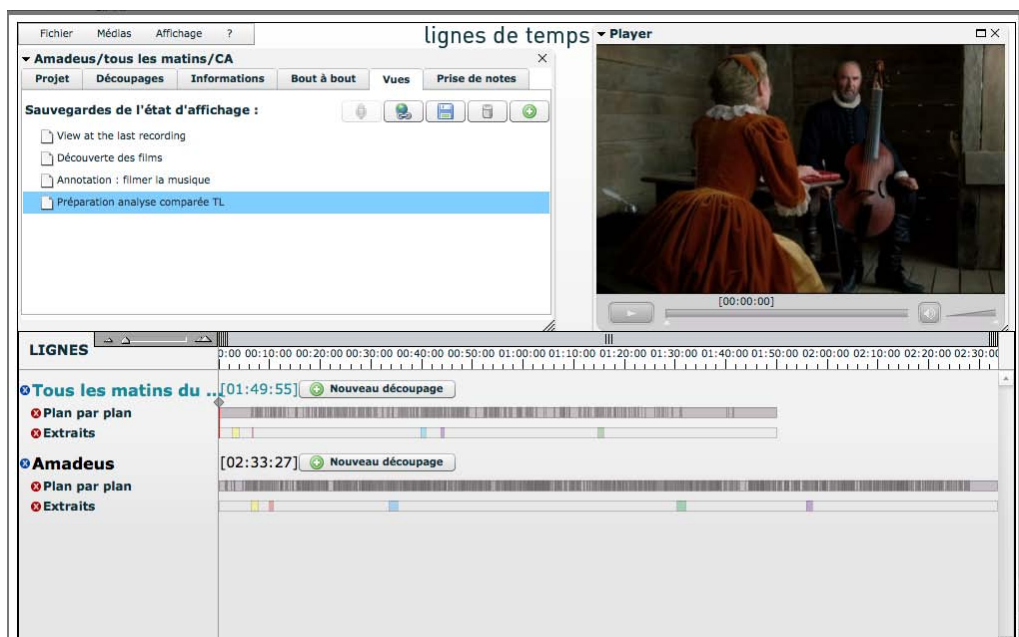 Fichier Médias Affichage ?
lignes de temps
Player
Amadeus/tous les matins/CA
Projet Découpages Informations Bout à bout Vues Prise de notes
Sauvegardes de l'état d'affichage :
View at the last recording
Découverte des films
Annotation : filmer la musique
Préparation analyse comparée TL
[00:00:00]
LIGNES
0:00 00:10:00 00:20:00 00:30:00 00:40:00 00:50:00 01:00:00 01:10:00 01:20:00 01:30:00 01:40:00 01:50:00 02:00:00 02:10:00 02:20:00 02:30:00
Tous les matins du ... [01:49:55] Nouveau découpage
Plan par plan
Extraits
Amadeus [02:33:27] Nouveau découpage
Plan par plan
Extraits